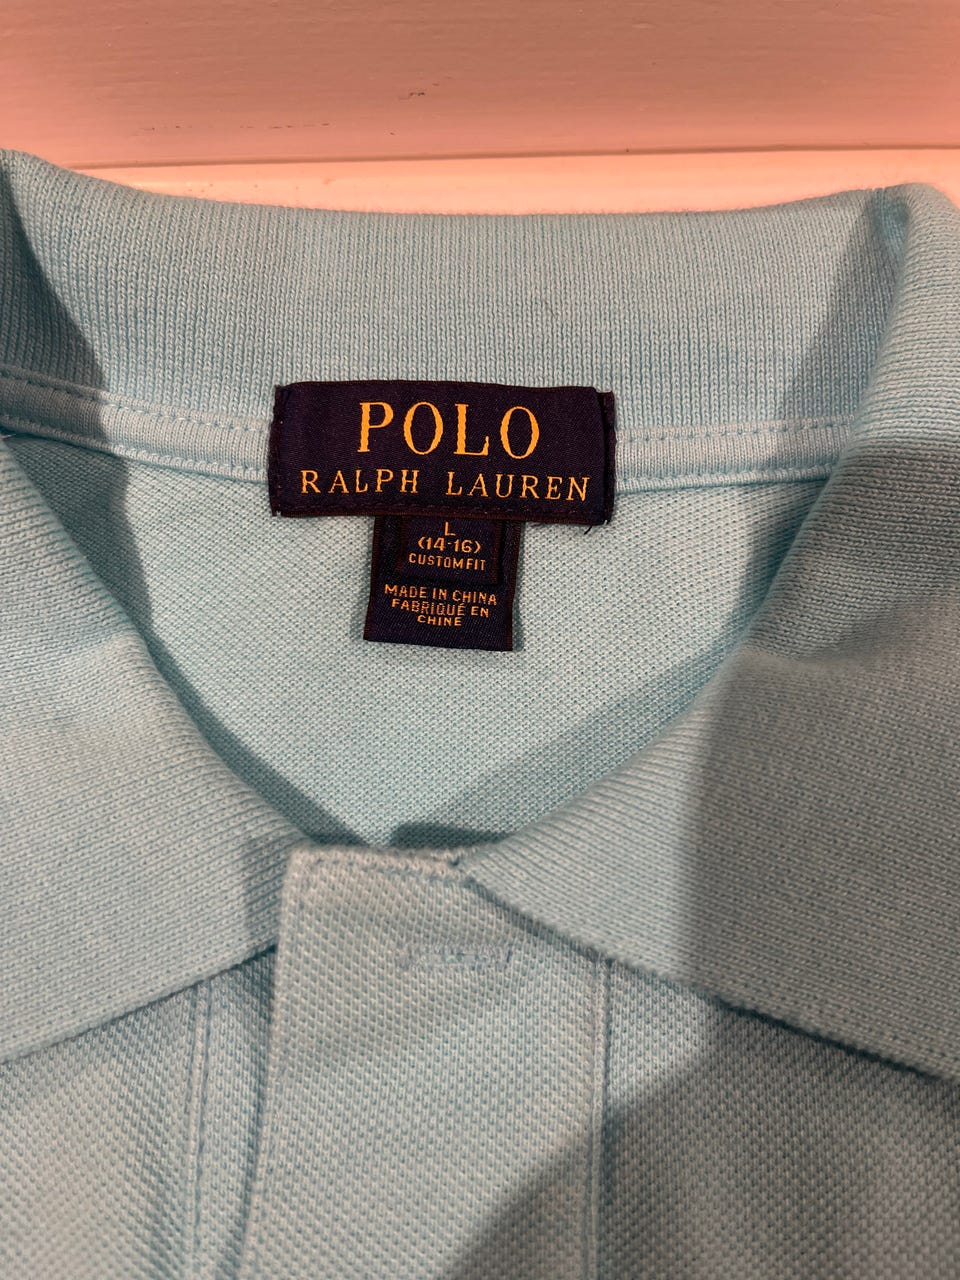 POLO
RALPH LAUREN
L
(14-16)
CUSTOM FIT
MADE IN CHINA
FABRIQUÉ EN
CHINE